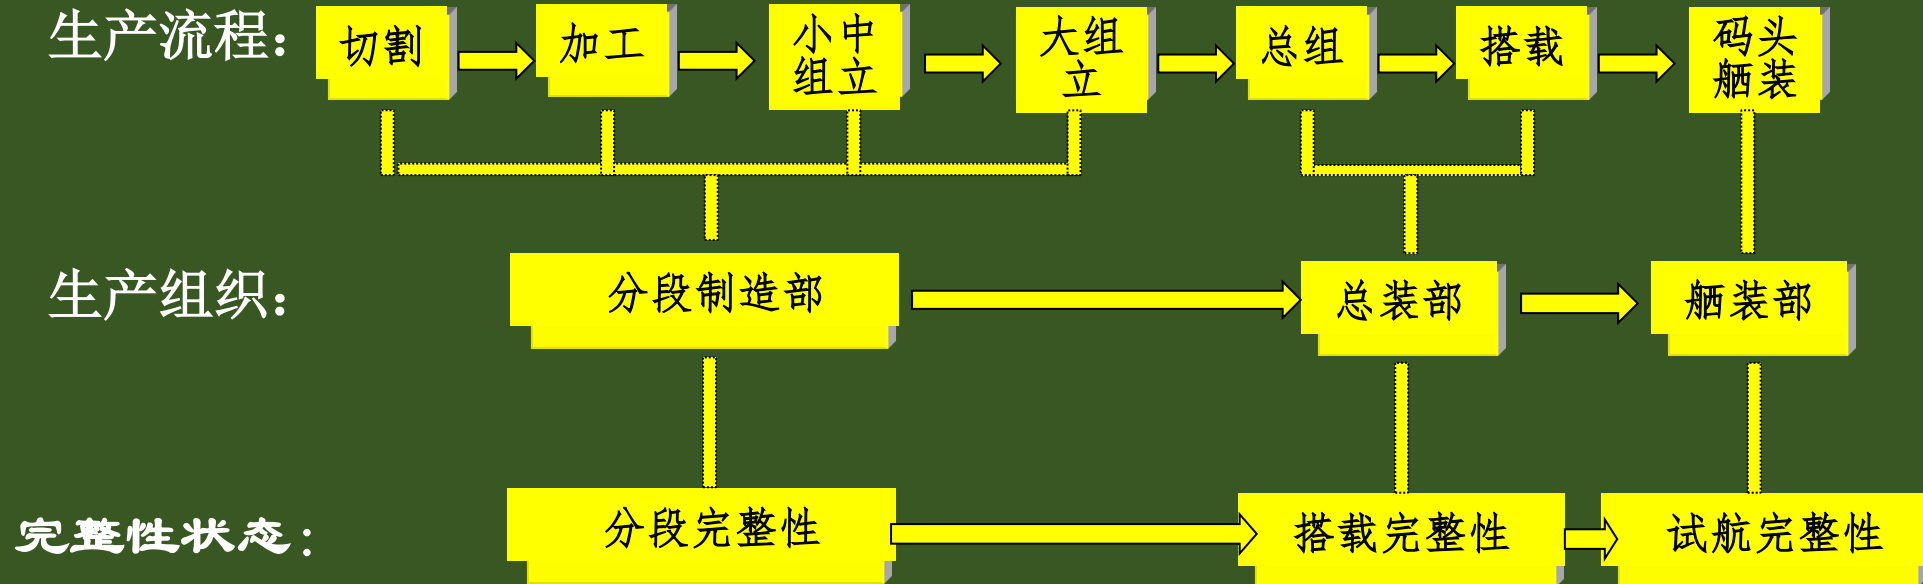 生产流程：
切割
加工
小中
组立
大组
立
总组
搭载
码头
舾装
生产组织：
分段制造部
总装部
舾装部
完整性状态：
分段完整性
搭载完整性
试航完整性